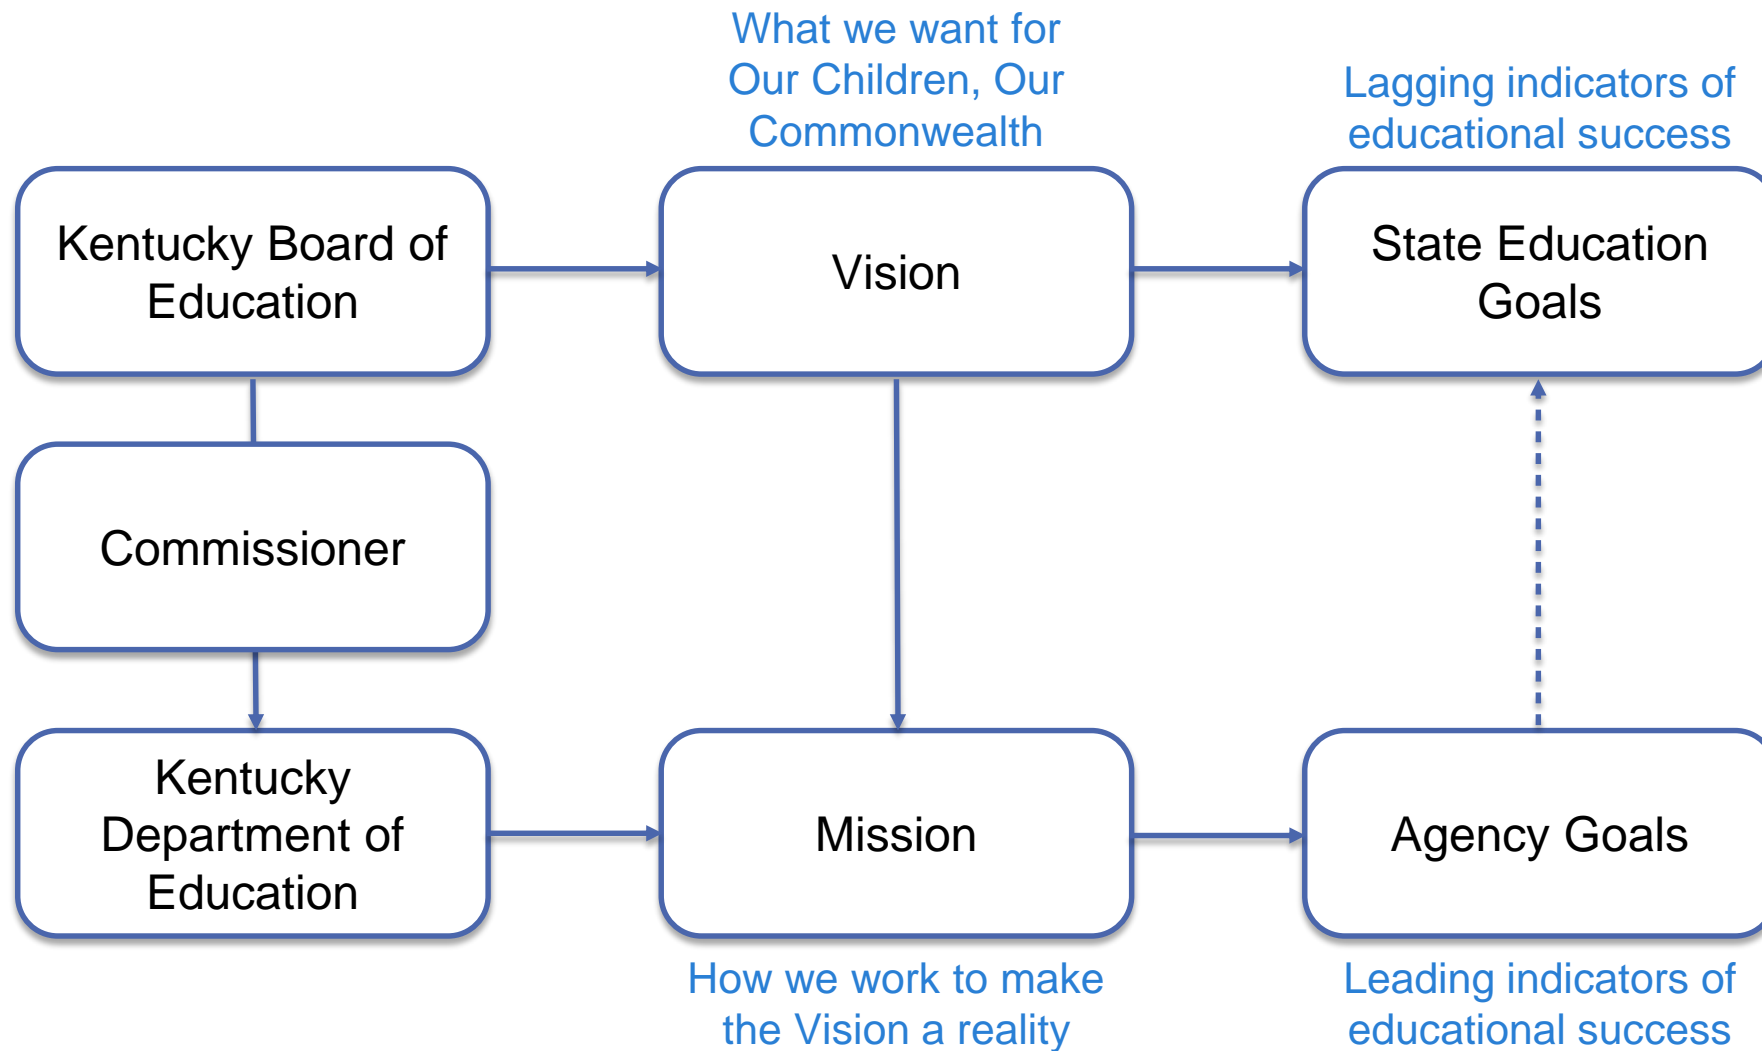 What we want for
Our Children, Our
Commonwealth
Lagging indicators of
educational success
Kentucky Board of
Education
Vision
State Education
Goals
Commissioner
Kentucky
Department of
Education
Mission
Agency Goals
How we work to make
the Vision a reality
Leading indicators of
educational success